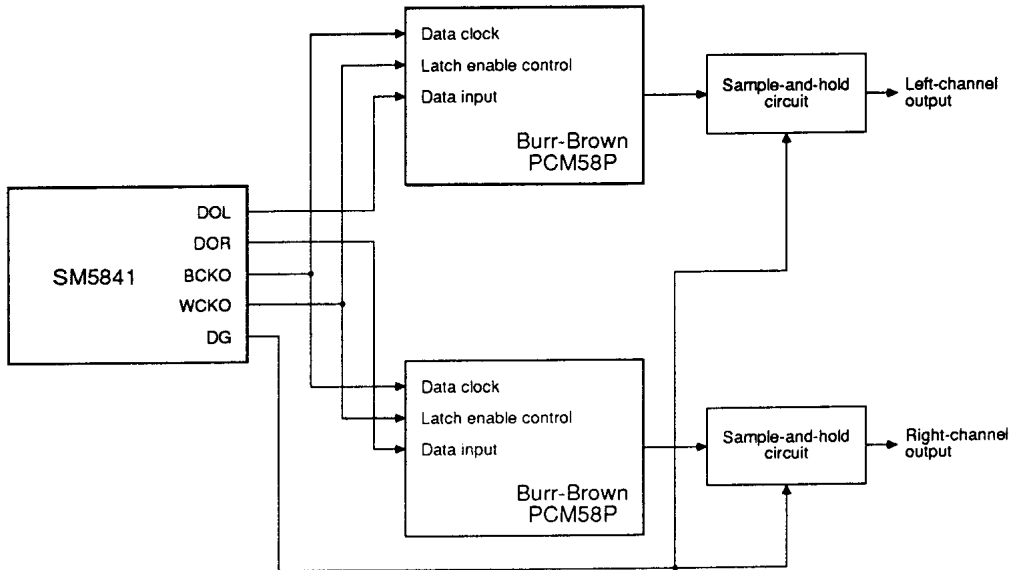 Data clock
Latch enable control
Data input
Burr-Brown
PCM58P
Sample-and-hold
circuit
Left-channel
output
SM5841
DOL
DOR
BCKO
WCKO
DG
Data clock
Latch enable control
Data input
Burr-Brown
PCM58P
Sample-and-hold
circuit
Right-channel
output